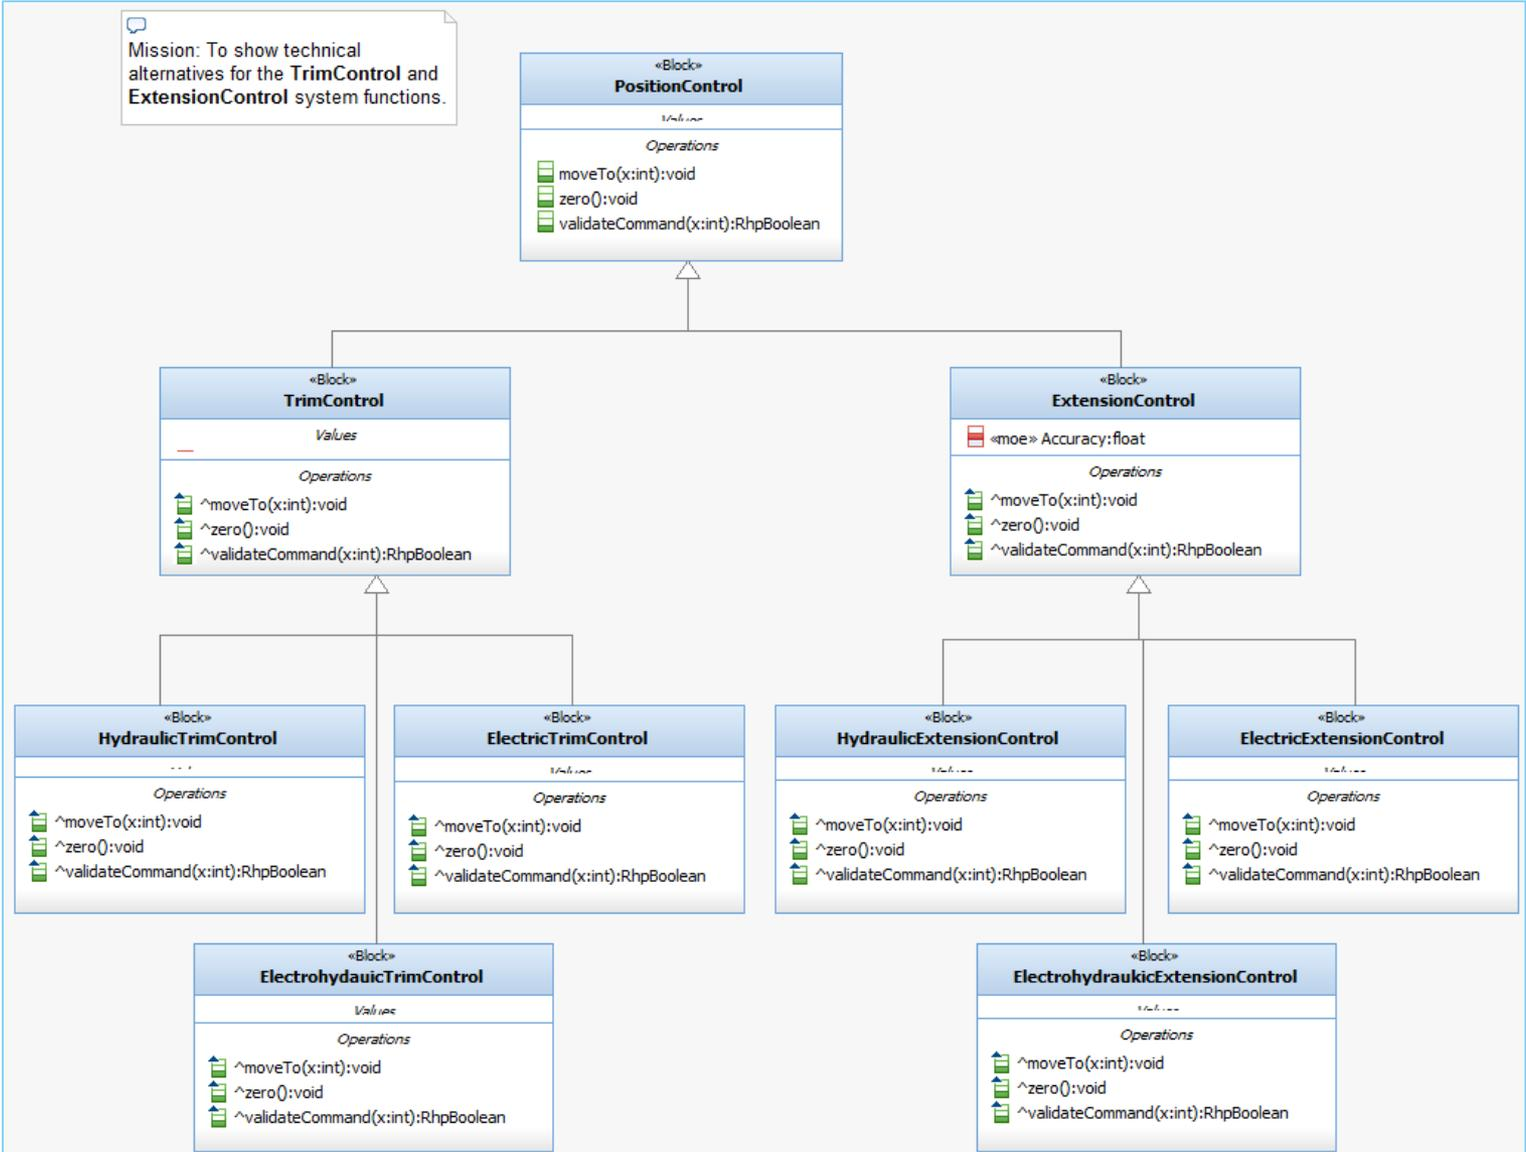 Mission: To show technical
alternatives for the TrimControl and
ExtensionControl system functions.
«Block»
PositionControl
Operations
moveTo(x:int):void
zero():void
validateCommand(x:int):RhpBoolean
«Block»
TrimControl
Values
Operations
^moveTo(x:int):void
^zero():void
^validateCommand(x:int):RhpBoolean
«Block»
ExtensionControl
«moe» Accuracy:float
Operations
^moveTo(x:int):void
^zero():void
^validateCommand(x:int):RhpBoolean
«Block»
HydraulicTrimControl
Operations
^moveTo(x:int):void
^zero():void
^validateCommand(x:int):RhpBoolean
«Block»
ElectricTrimControl
Values
Operations
^moveTo(x:int):void
^zero():void
^validateCommand(x:int):RhpBoolean
«Block»
HydraulicExtensionControl
Values
Operations
^moveTo(x:int):void
^zero():void
^validateCommand(x:int):RhpBoolean
«Block»
ElectricExtensionControl
Values
Operations
^moveTo(x:int):void
^zero():void
^validateCommand(x:int):RhpBoolean
«Block»
ElectrohydauicTrimControl
Values
Operations
^moveTo(x:int):void
^zero():void
^validateCommand(x:int):RhpBoolean
«Block»
ElectrohydraukicExtensionControl
Operations
^moveTo(x:int):void
^zero():void
^validateCommand(x:int):RhpBoolean